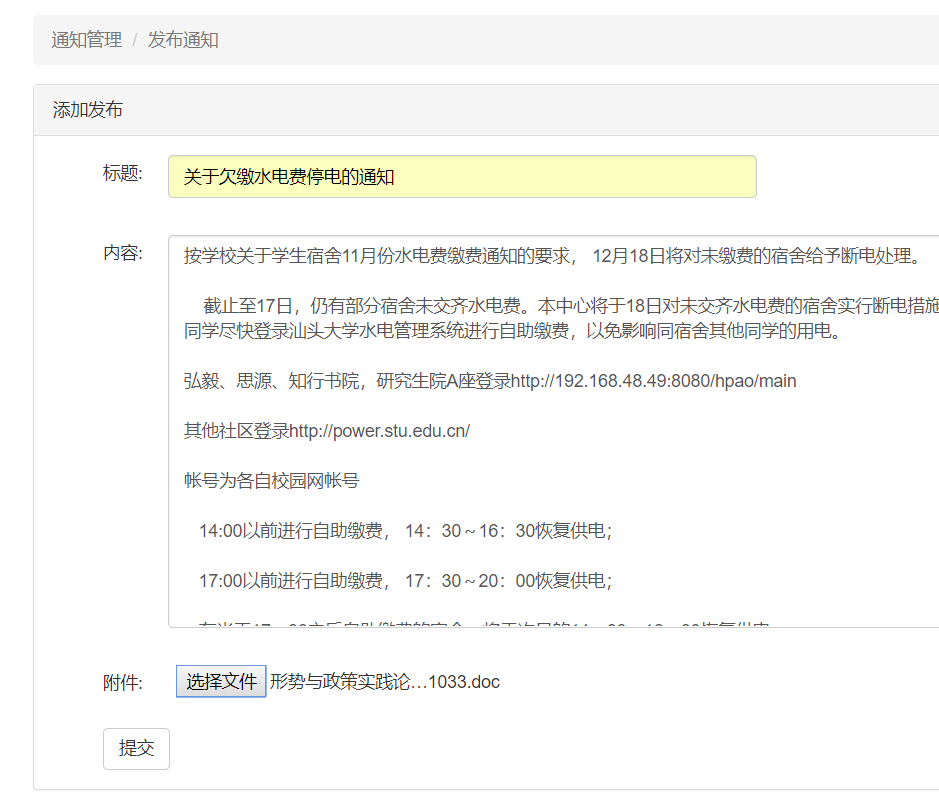 通知管理 / 发布通知
添加发布
标题:
关于欠缴水电费停电的通知
内容:
按学校关于学生宿舍11月份水电费缴费通知的要求， 12月18日将对未缴费的宿舍给予断电处理。
截止至17日，仍有部分宿舍未交齐水电费。本中心将于18日对未交齐水电费的宿舍实行断电措施
同学尽快登录汕头大学水电管理系统进行自助缴费，以免影响同宿舍其他同学的用电。
弘毅、思源、知行书院，研究生院A座登录http://192.168.48.49:8080/hpao/main
其他社区登录http://power.stu.edu.cn/
帐号为各自校园网帐号
14:00以前进行自助缴费， 14：30～16：30恢复供电；
17:00以前进行自助缴费， 17：30～20：00恢复供电；
附件:
选择文件 形势与政策实践论…1033.doc
提交